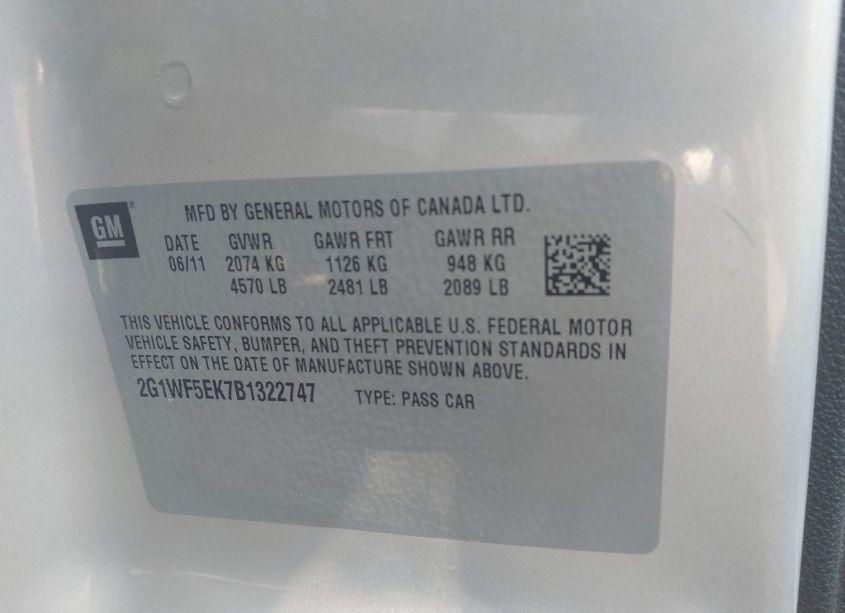 GM
MFD BY GENERAL MOTORS OF CANADA LTD.
DATE GVWR GAWR FRT GAWR RR
06/11 2074 KG 1126 KG 948 KG
4570 LB 2481 LB 2089 LB
THIS VEHICLE CONFORMS TO ALL APPLICABLE U.S. FEDERAL MOTOR
VEHICLE SAFETY, BUMPER, AND THEFT PREVENTION STANDARDS IN
EFFECT ON THE DATE OF MANUFACTURE SHOWN ABOVE.
2G1WF5EK7B1322747 TYPE: PASS CAR